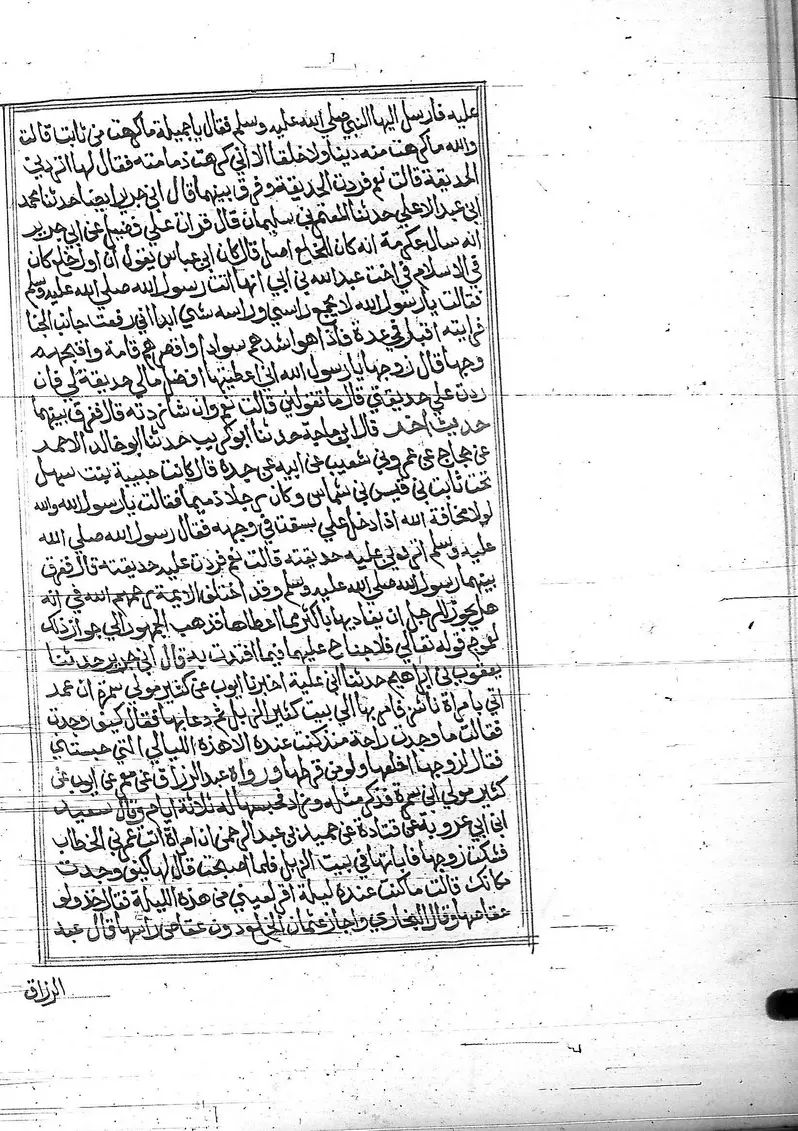 عليه فارسل اليها النبي صلي الله عليه وسلم فقال يا جميلة ما كرهت من ثابت قالت
والله ما كرهت منه دينا ولا خلقا الا اني كرهت ذمامته فقال لها اتردين
الحديقة قالت نعم فردت الحديقة وفرق بينهما قال ابن جرير ايضا حدثنا محمد
ابن عبد الاعلي حدثنا المعتمر بن سليمان قال قرات علي فضيل عن ابي جرير
انه سال عكرمة انه كان الخلع اصل قال كان ابن عباس يقول ان اول خلع كان
في الاسلام في اخت عبد الله بن ابي انها اتت رسول الله صلي الله عليه وسلم
فقالت يا رسول الله لا يجمع راسي وراسه شي ابدا اني رفعت جانب الخبا
فرايته اقبل في عدة فاذا هو اشدهم سوادا واقصرهم قامة واقبحهم
وجها قال زوجها يا رسول الله اني اعطيتها افضل مالي حديقة لي فان
ردت علي حديقتي قال ما تقولين قالت نعم وان شا زدته قال ففرق بينهما
حديث اخر قال ابن ماجة حدثنا ابو كريب حدثنا ابو خالد الاحمر
عن حجاج عن عمرو بن شعيب عن ابيه عن جده قال كانت حبيبة بنت سهل
تحت ثابت بن قيس بن شماس وكان رجلا ذميما فقالت يا رسول الله والله
لولا مخافة الله اذا دخل علي بسقت في وجهه فقال رسول الله صلي الله
عليه وسلم اتردين عليه حديقته قالت نعم فردت عليه حديقته قال ففرق
بينهما رسول الله صلي الله عليه وسلم وقد اختلف الايمة رحمهم الله في انه
هل يجوز للرجل ان يفاديها باكثر مما اعطاها فذهب الجمهور الي جواز ذلك
لعموم قوله تعالي فلا جناح عليهما فيما افتدت به قال ابن جرير حدثنا
يعقوب بن ابراهيم حدثنا ابن علية اخبرنا ايوب عن كثير مولي سمرة ان عمر
اتي بامراة ناشز فامر بها الي بيت كثير الزبل ثم دعا بها فقال كيف وجدت
فقالت ما وجدت راحة منذ كنت عنده الا هذه الليالي التي حبستني
فقال لزوجها اخلعها ولو من قرطها ورواه عبد الرزاق عن معمر عن ايوب عن
كثير مولي ابن سمرة فذكر مثله وزاد فحبسها له ثلاثة ايام وقال سعيد
ابن ابي عروبة عن قتادة عن حميد بن عبد الرحمن ان امراة اتت عمر بن الخطاب
فشكت زوجها فاباتها في بيت الزبل فلما اصبحت قال لها كيف وجدت
مكانك قالت ما كنت عنده ليلة اقر لعيني من هذه الليلة فقال خذ ولو
عقاصها وقال البخاري واجاز عثمان الخلع دون عقاص راسها قال عبد
الرزاق